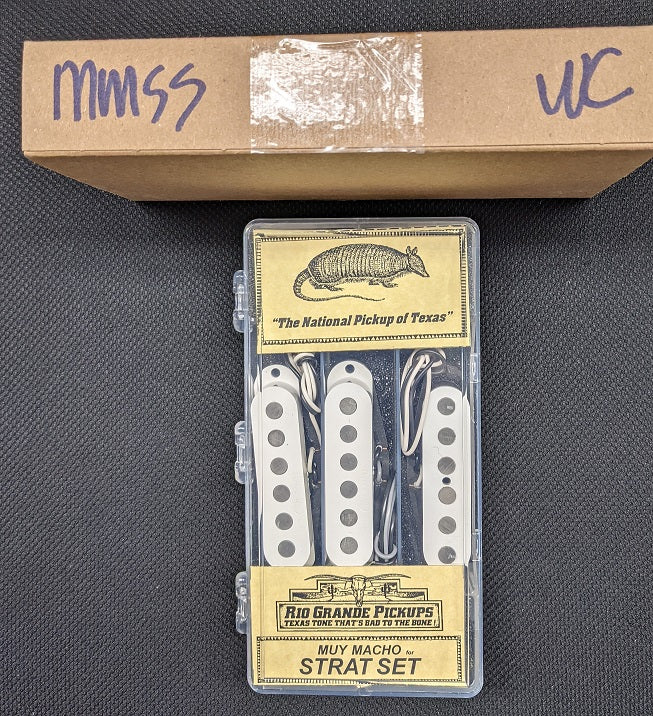 MMSS
WC
"The National Pickup of Texas"
RIO GRANDE PICKUPS
TEXAS TONE THAT'S BAD TO THE BONE!
MUY MACHO for
STRAT SET